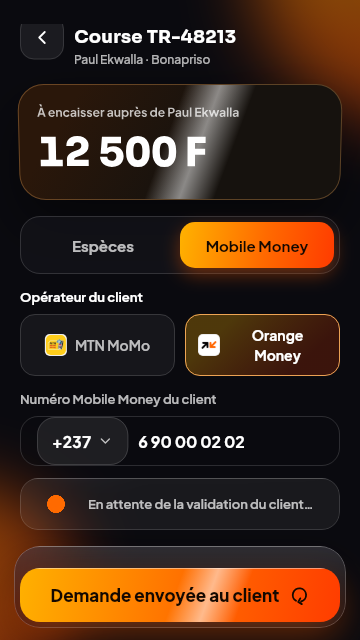 Course TR-48213
Paul Ekwalla · Bonapriso
À encaisser auprès de Paul Ekwalla
12 500 F
Espèces
Mobile Money
Opérateur du client
MTN MoMo
Orange
Money
Numéro Mobile Money du client
+237
6 90 00 02 02
En attente de la validation du client…
Demande envoyée au client